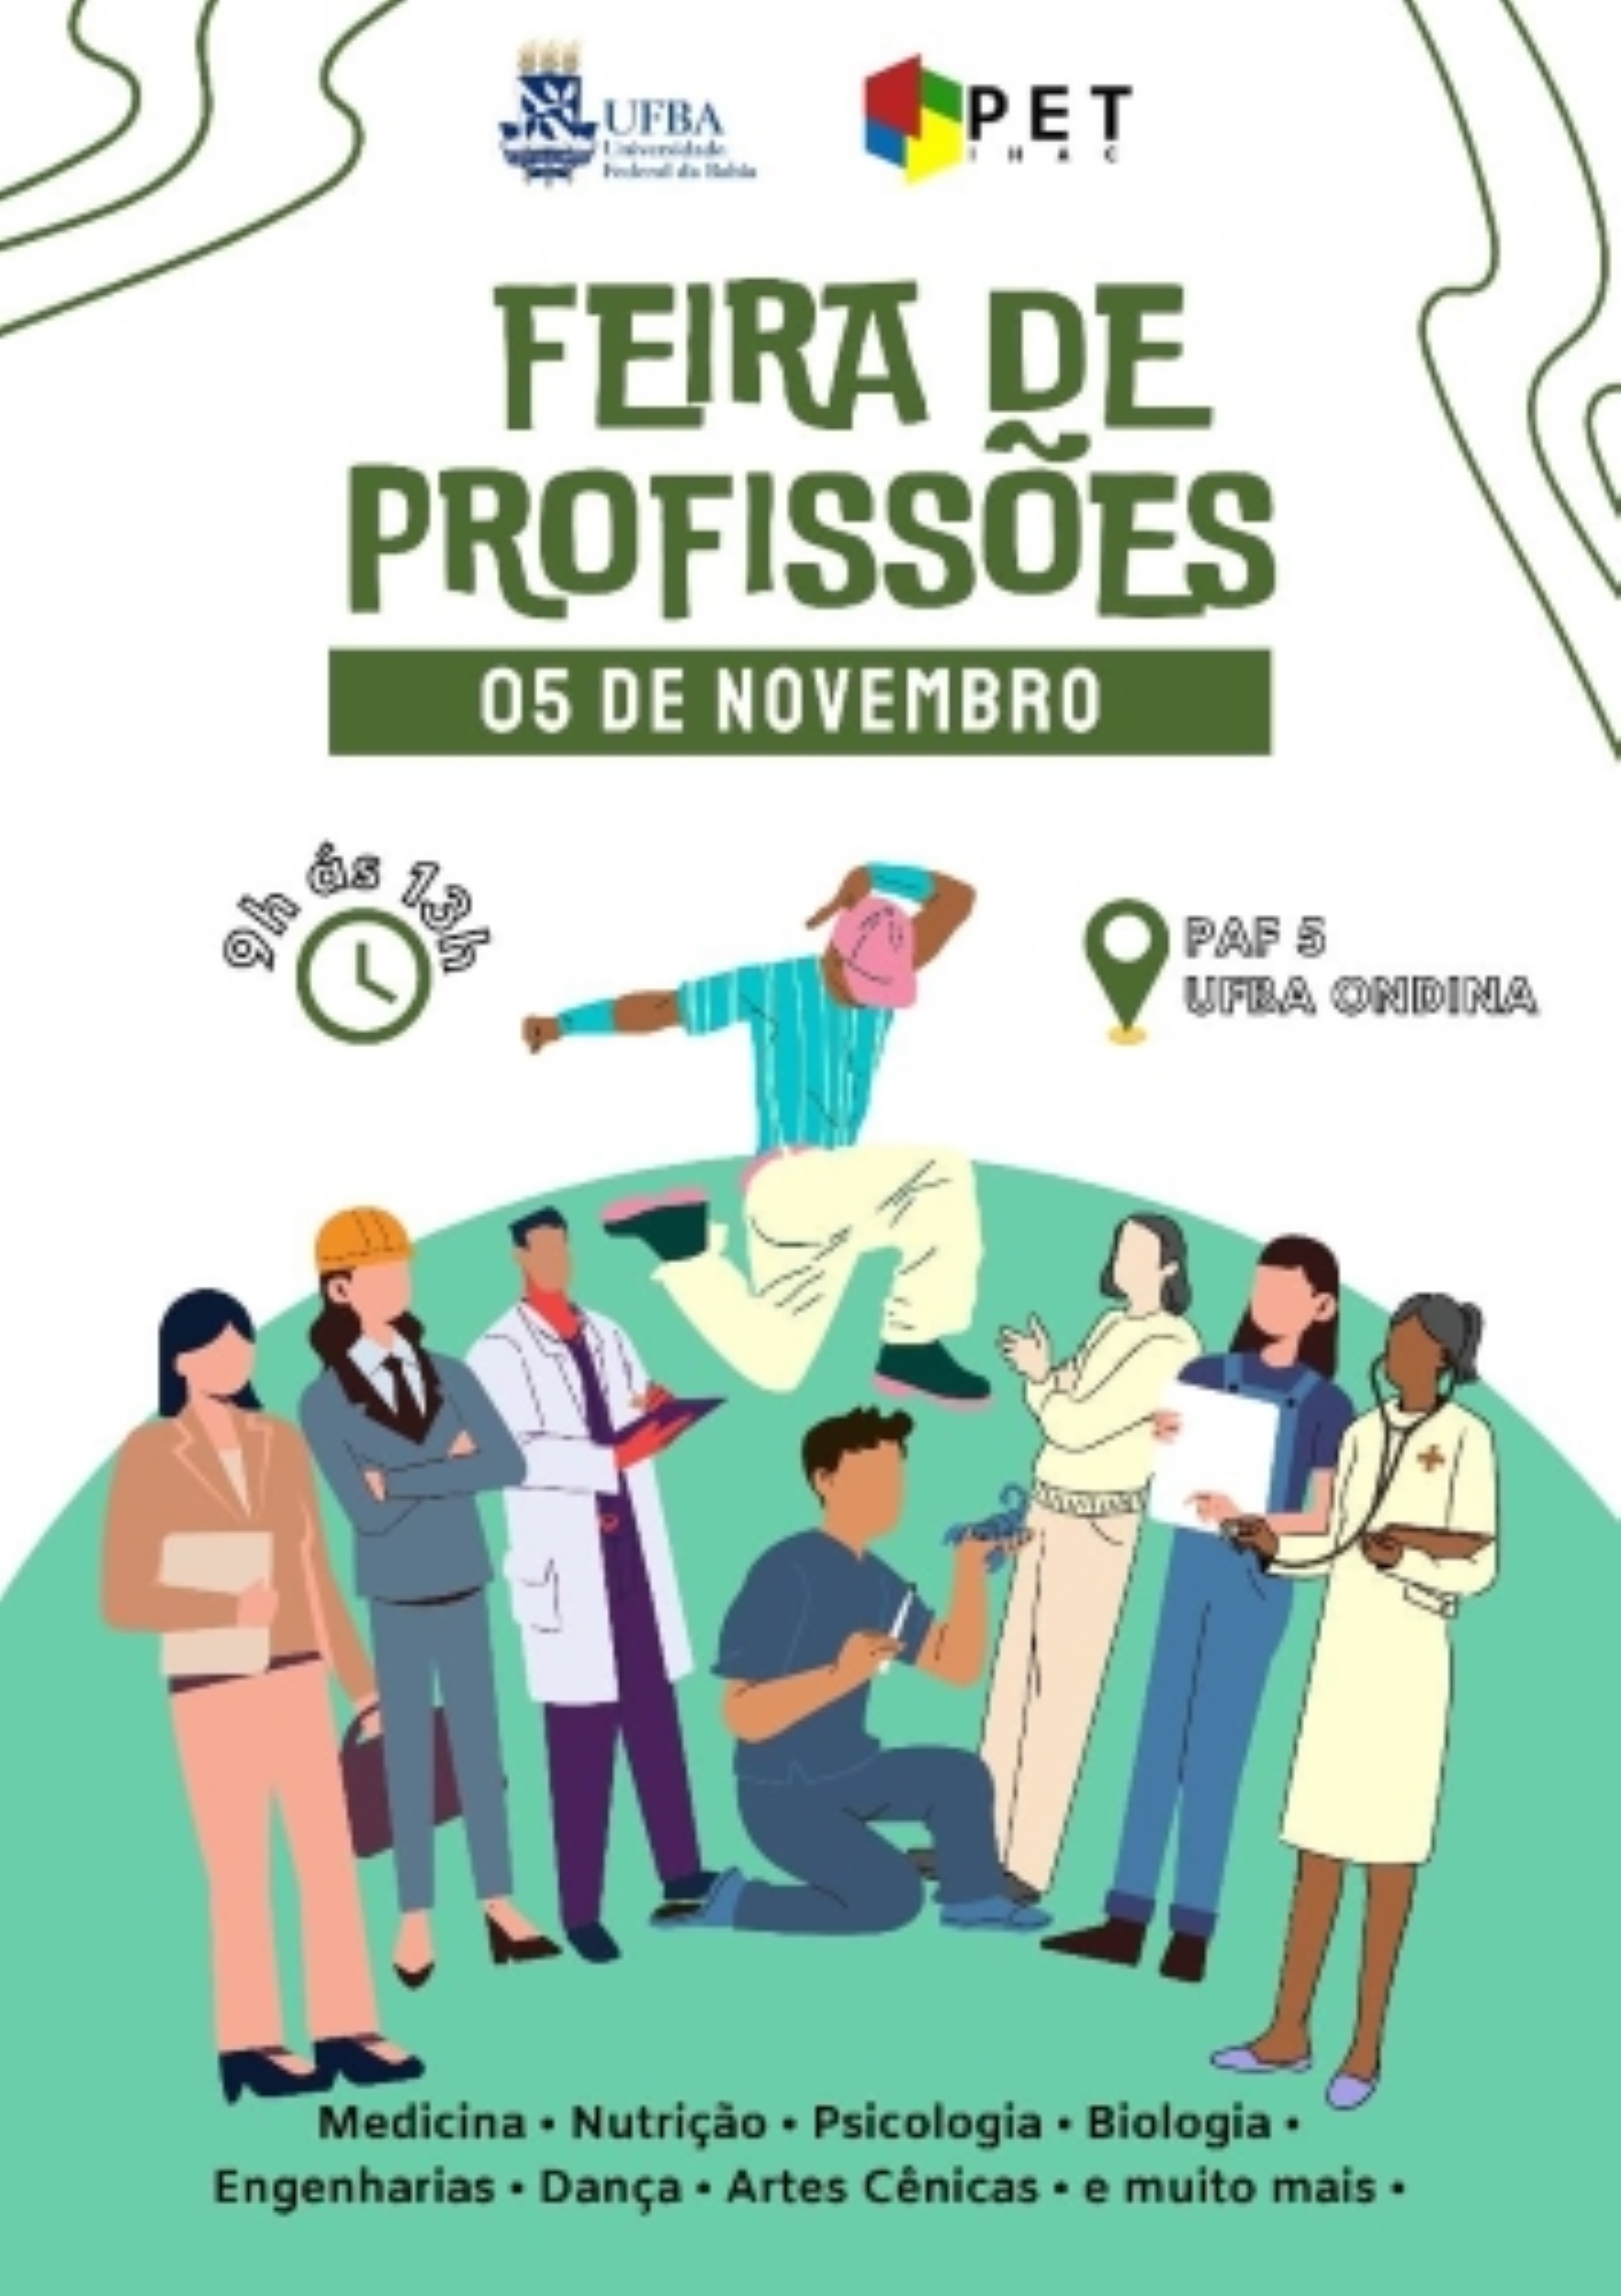 UFBA
Universidade
Federal da Bahia
PET
IHAC
FEIRA DE
PROFISSÕES
05 DE NOVEMBRO
9h ás 13h
PAF 5
UFBA ONDINA
Medicina • Nutrição • Psicologia • Biologia •
Engenharias • Dança • Artes Cênicas • e muito mais •